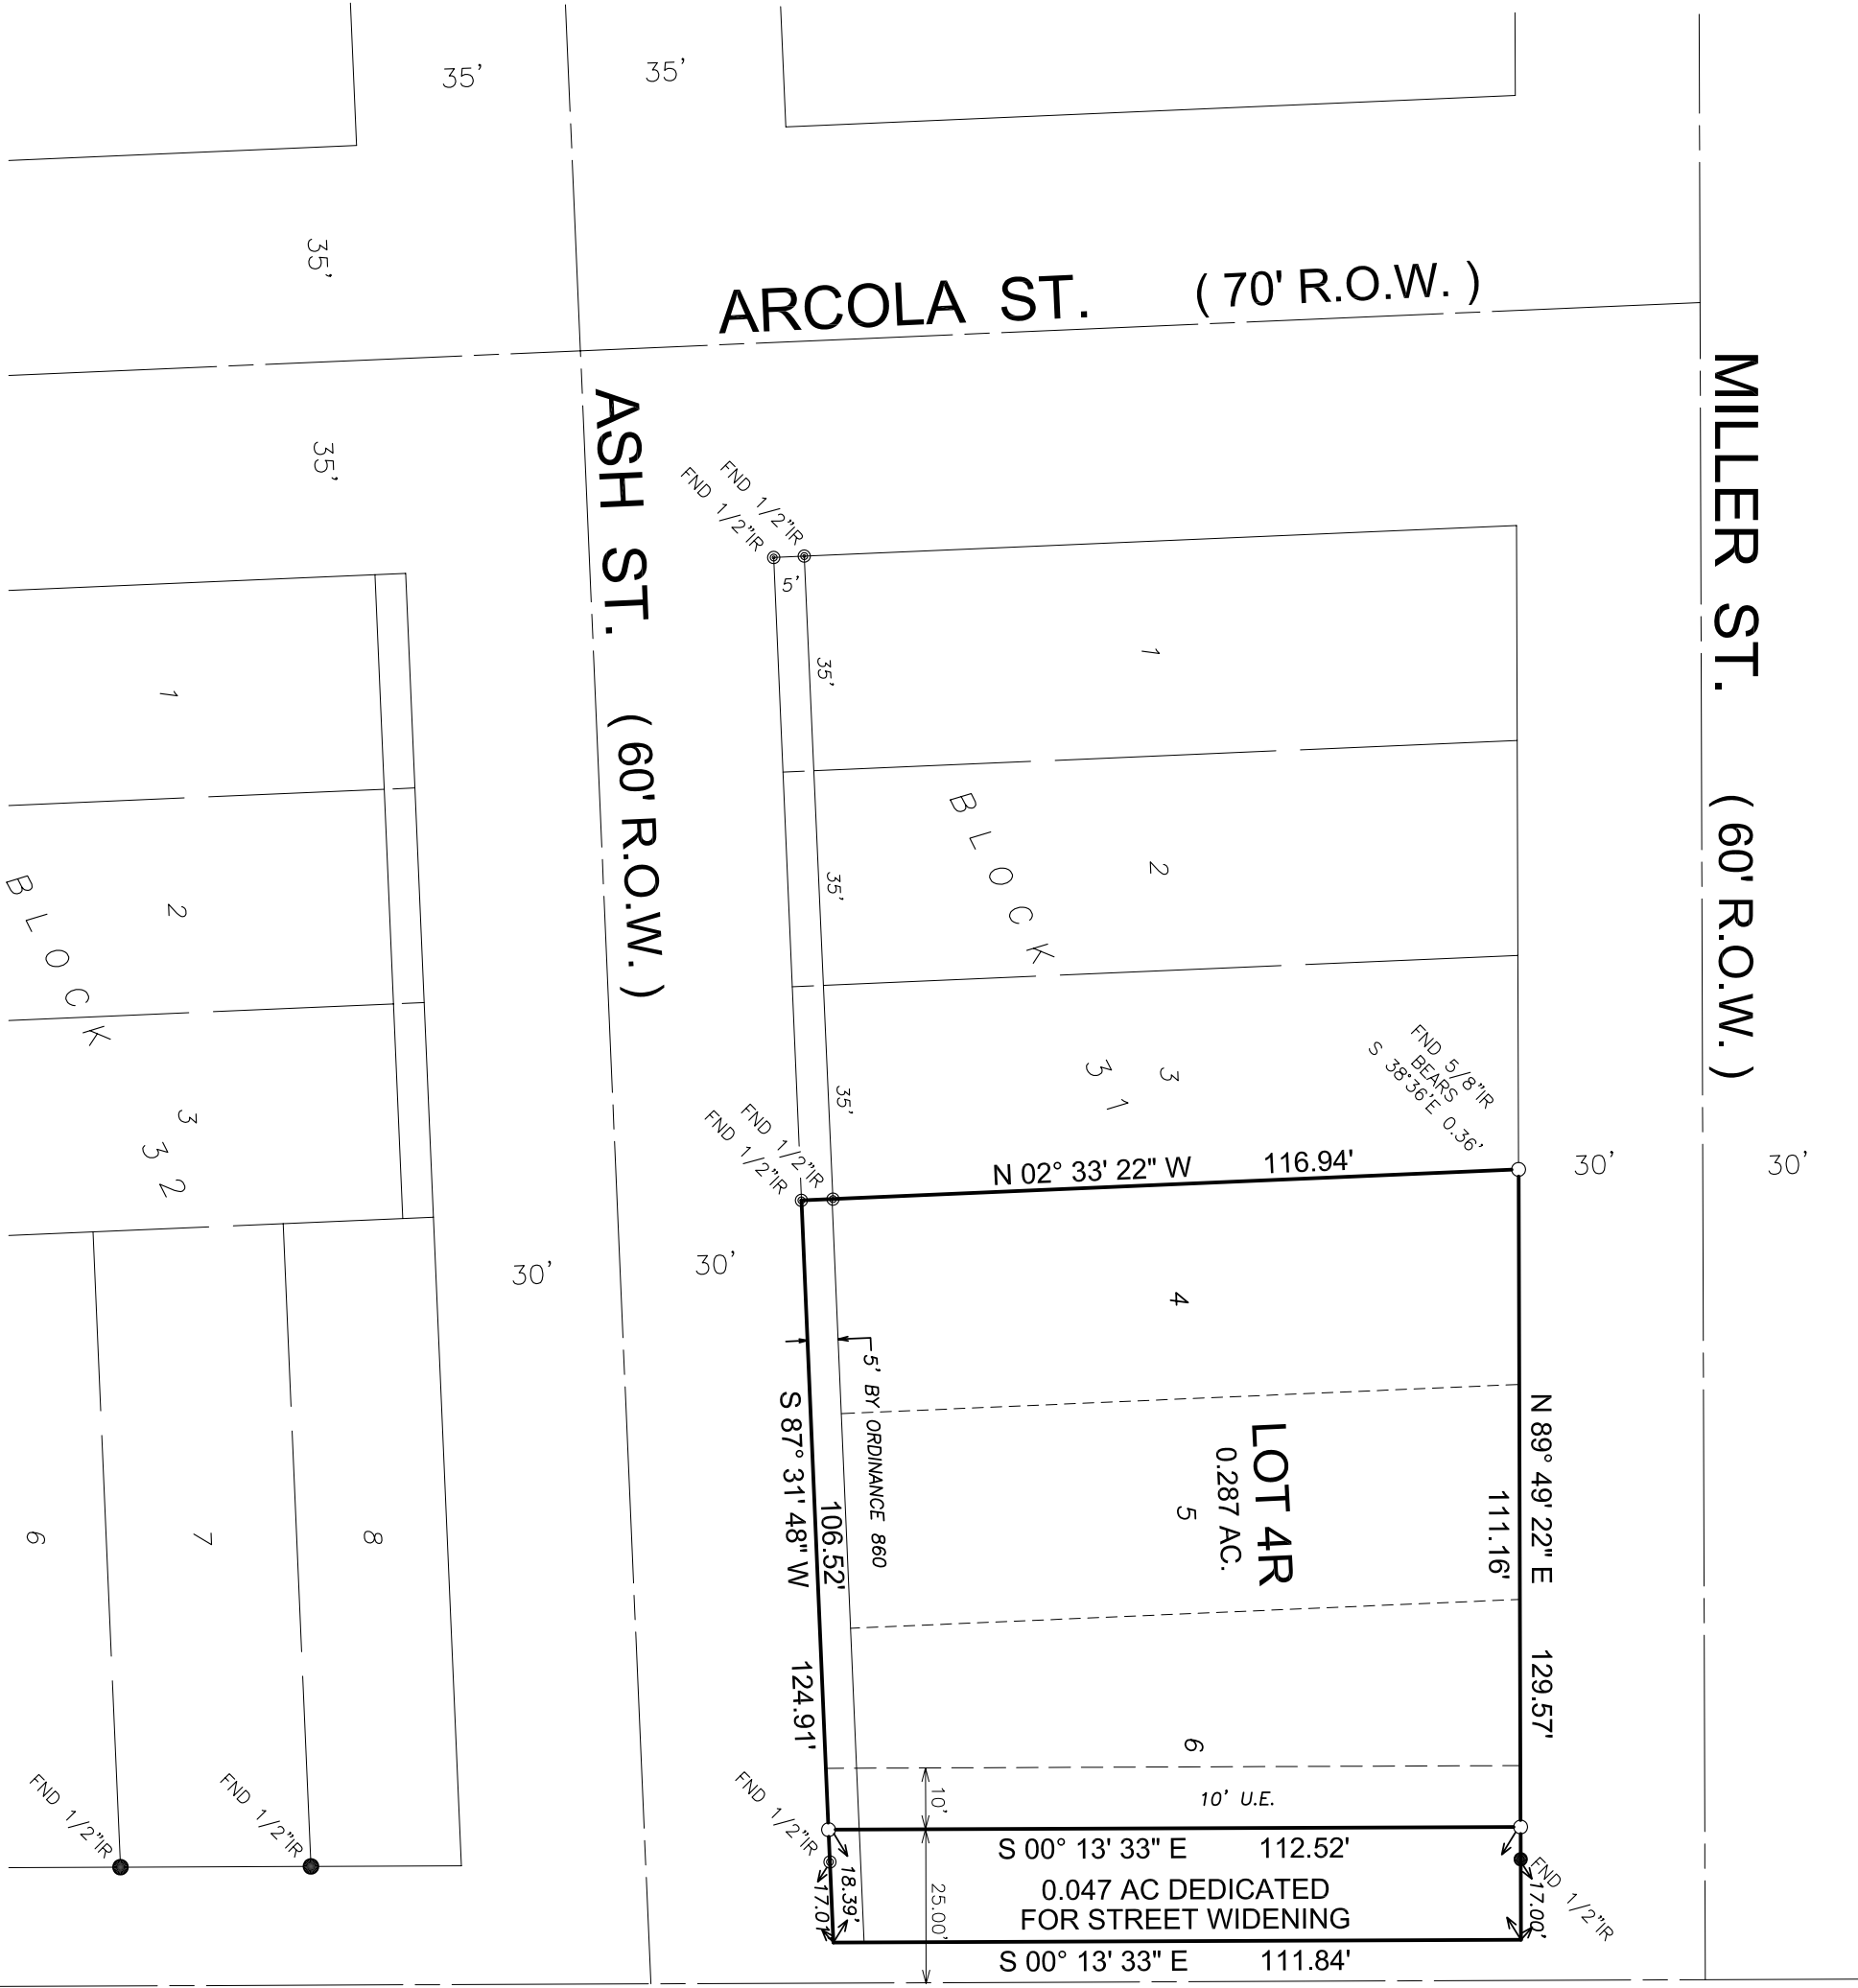 35'
35'
35'
35'
ARCOLA ST. ( 70' R.O.W. )
MILLER ST. ( 60' R.O.W. )
ASH ST. ( 60' R.O.W. )
FND 1/2"IR
FND 1/2"IR
5'
35'
35'
35'
1
2
3
BLOCK
31
1
2
3
BLOCK
32
FND 5/8"IR
BEARS
S 38°36'E 0.36'
FND 1/2"IR
FND 1/2"IR
N 02° 33' 22" W 116.94'
30'
30'
30'
30'
4
5' BY ORDINANCE 860
S 87° 31' 48" W 124.91'
106.52'
LOT 4R
0.287 AC.
5
N 89° 49' 22" E 129.57'
111.16'
6
6
7
8
10' U.E.
10'
FND 1/2"IR
FND 1/2"IR
FND 1/2"IR
FND 1/2"IR
S 00° 13' 33" E 112.52'
18.39'
17.01'
25.00'
17.00'
0.047 AC DEDICATED
FOR STREET WIDENING
S 00° 13' 33" E 111.84'